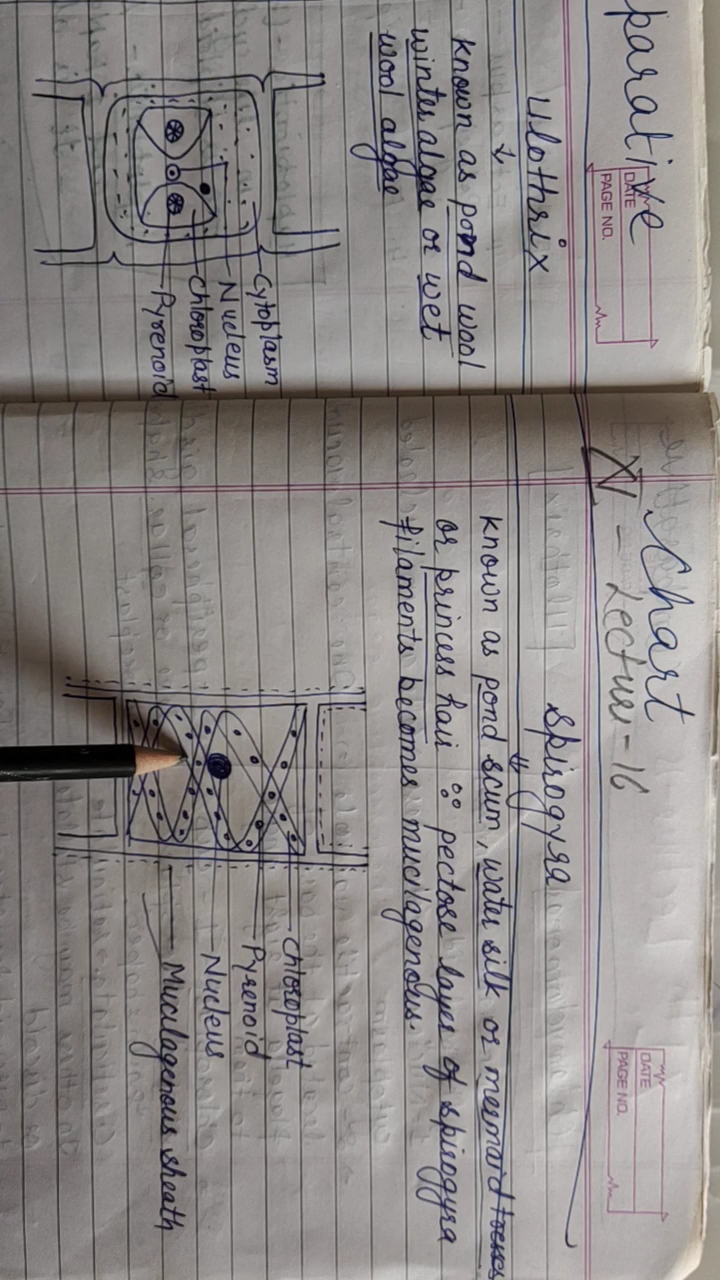 parative
DATE
PAGE NO.
Ulothrix
known as pond wool
winter algae or wet
wool algae
Cytoplasm
Nucleus
Chloroplast
Pyrenoid
Chart
XI - Lecture-16
DATE
PAGE NO.
Spirogyra
known as pond scum, water silk or mermaid tresses
or princess hair pectose layer of spirogyra
filaments becomes mucilagenous.
Chloroplast
Pyrenoid
Nucleus
Mucilagenous sheath